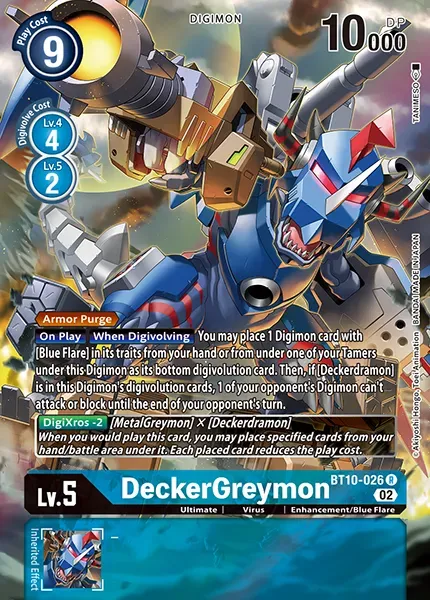 DIGIMON
Play Cost
9
DP
10000
Digivolve Cost
Lv.4
4
Lv.5
2
TANIMESO
©Akiyoshi Hongo, Toei Animation BANDAI MADE IN JAPAN
Armor Purge
On Play When Digivolving You may place 1 Digimon card with
[Blue Flare] in its traits from your hand or from under one of your Tamers
under this Digimon as its bottom digivolution card. Then, if [Deckerdramon]
is in this Digimon's digivolution cards, 1 of your opponent's Digimon can't
attack or block until the end of your opponent's turn.
DigiXros -2 [MetalGreymon] × [Deckerdramon]
When you would play this card, you may place specified cards from your
hand/battle area under it. Each placed card reduces the play cost.
Lv.5
DeckerGreymon
BT10-026 R
02
Ultimate | Virus | Enhancement/Blue Flare
Inherited Effect
–